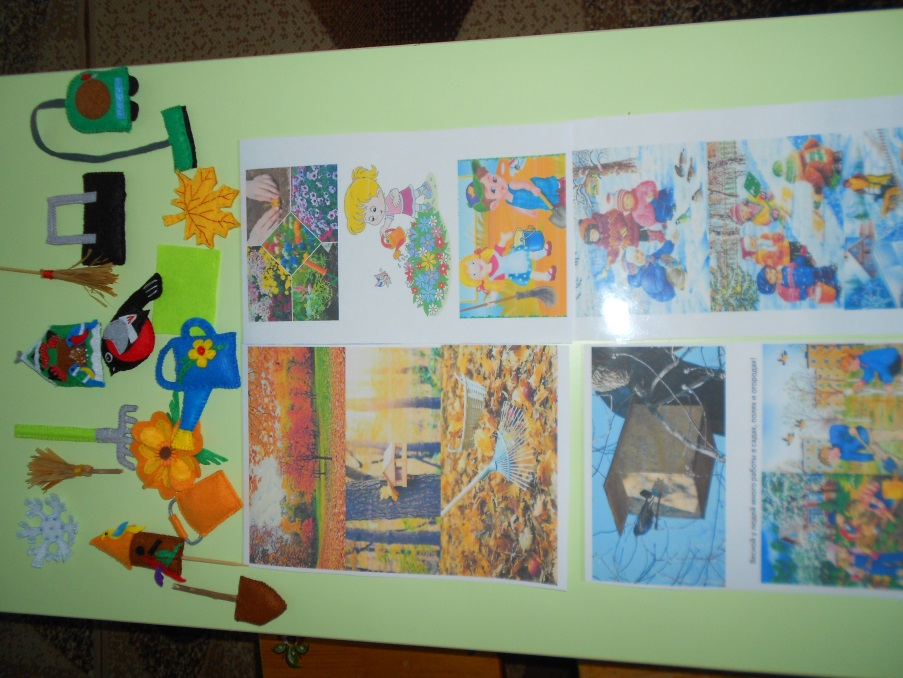 Весной у людей много работы в садах, полях и огородах!